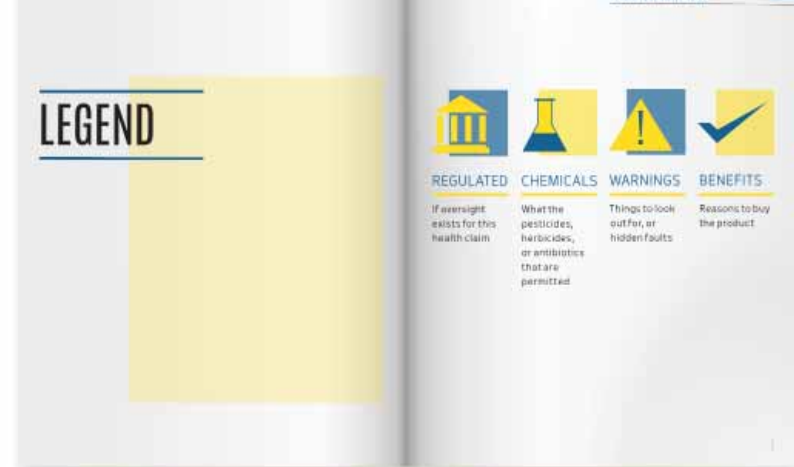 LEGEND
REGULATED
If oversight
exists for this
health claim
CHEMICALS
What the
pesticides,
herbicides,
or antibiotics
that are
permitted
WARNINGS
Things to look
out for, or
hidden faults
BENEFITS
Reasons to buy
the product